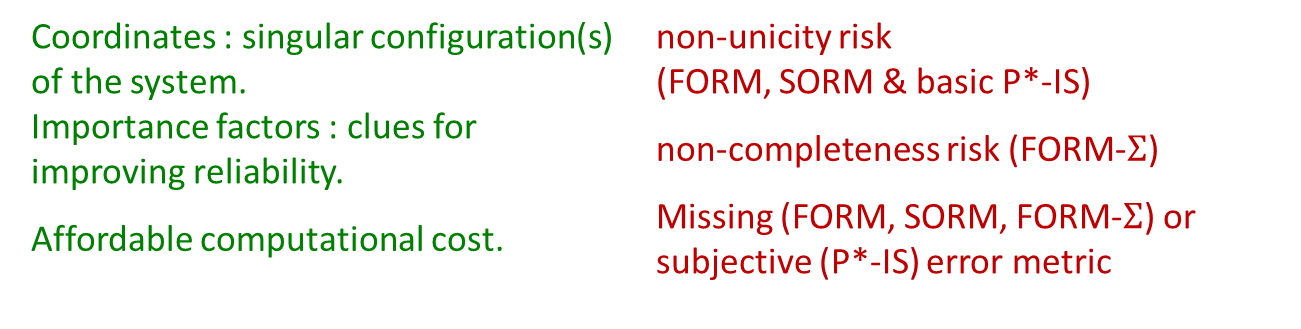 Coordinates : singular configuration(s)
of the system.
Importance factors : clues for
improving reliability.
Affordable computational cost.
non-unicity risk
(FORM, SORM & basic P*-IS)
non-completeness risk (FORM-Σ)
Missing (FORM, SORM, FORM-Σ) or
subjective (P*-IS) error metric